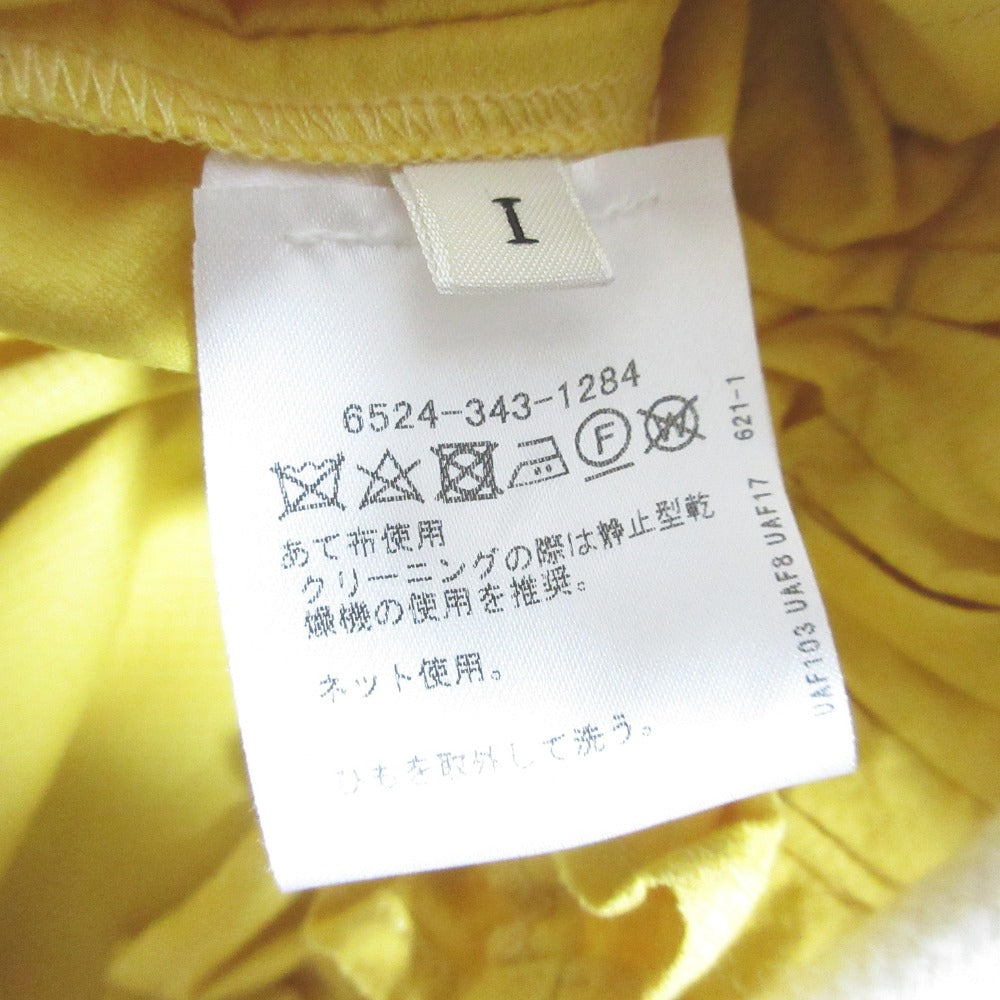 I
6524-343-1284
F W
あて布使用
クリーニングの際は静止型乾
燥機の使用を推奨。
ネット使用。
ひもを取外して洗う。
UAF103 UAF8 UAF17 621-1